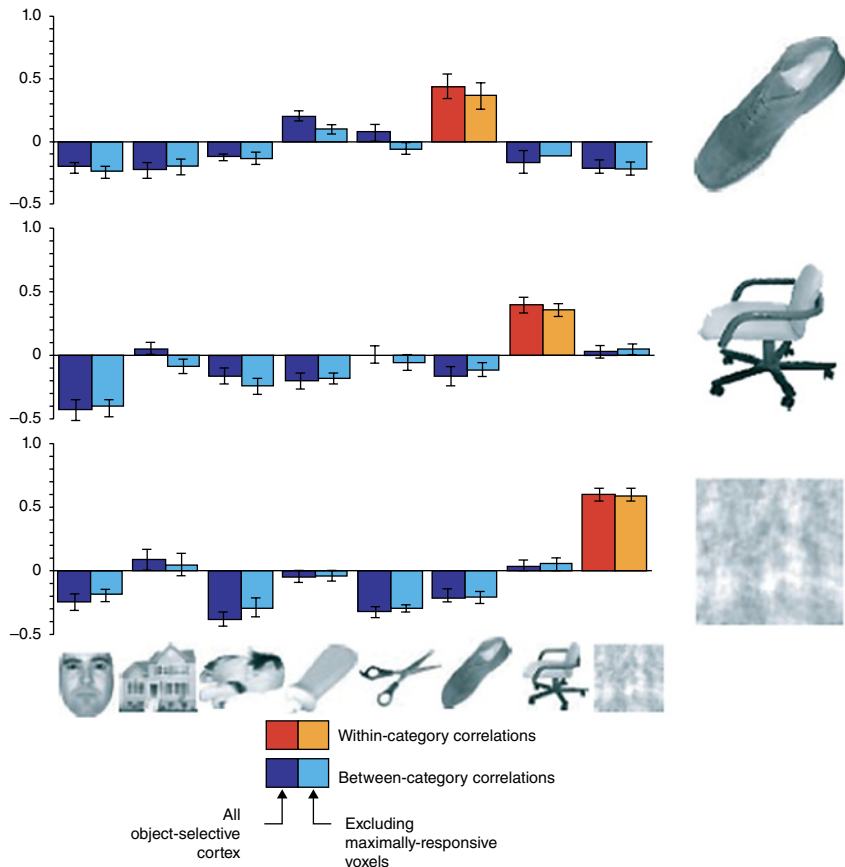 1.0
0.5
0
−0.5
1.0
0.5
0
−0.5
1.0
0.5
0
−0.5
Within-category correlations
Between-category correlations
All
object-selective
cortex
Excluding
maximally-responsive
voxels